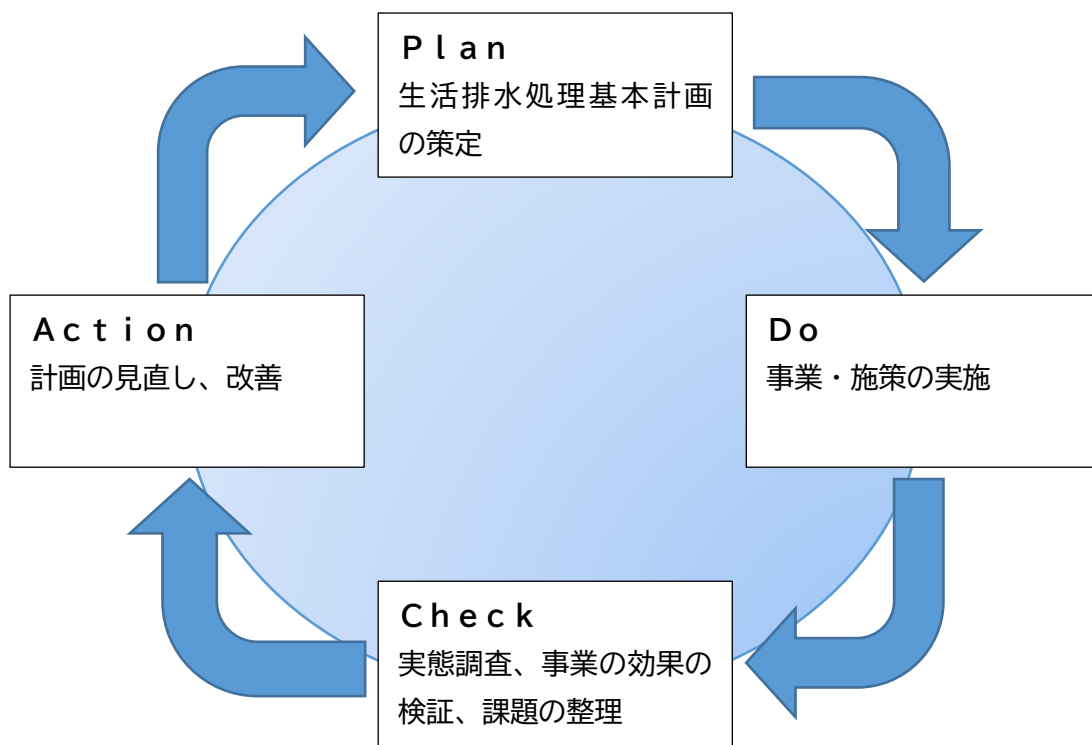 Ｐｌａｎ
生活排水処理基本計画
の策定
Ａｃｔｉｏｎ
計画の見直し、改善
Ｄｏ
事業・施策の実施
Ｃｈｅｃｋ
実態調査、事業の効果の
検証、課題の整理